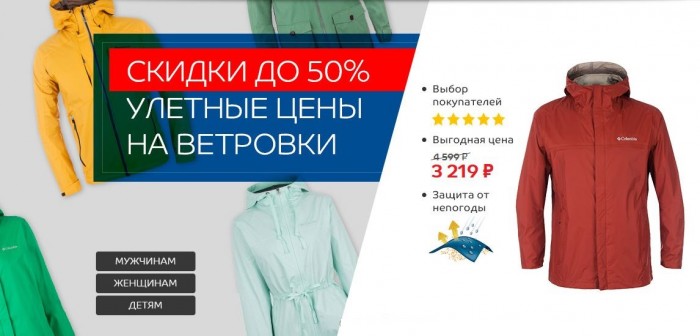 СКИДКИ ДО 50%
УЛЕТНЫЕ ЦЕНЫ
НА ВЕТРОВКИ
МУЖЧИНАМ
ЖЕНЩИНАМ
ДЕТЯМ
Выбор
покупателей
Выгодная цена
4 599 ₽
3 219 ₽
Защита от
непогоды
Columbia